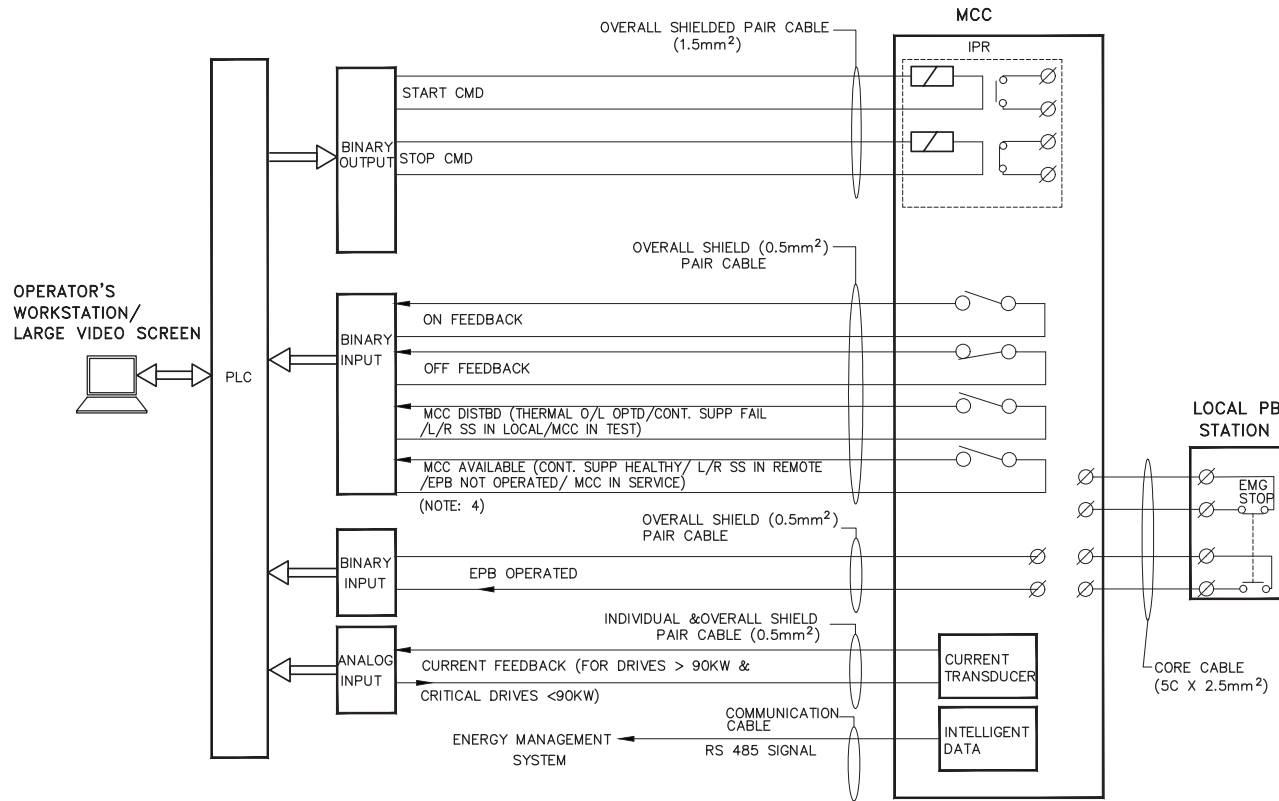 MCC
OVERALL SHIELDED PAIR CABLE
(1.5mm²)
IPR
START CMD
BINARY
OUTPUT
STOP CMD
OVERALL SHIELD (0.5mm²)
PAIR CABLE
OPERATOR'S
WORKSTATION/
LARGE VIDEO SCREEN
PLC
BINARY
INPUT
ON FEEDBACK
OFF FEEDBACK
MCC DISTBD (THERMAL O/L OPTD/CONT. SUPP FAIL
/L/R SS IN LOCAL/MCC IN TEST)
MCC AVAILABLE (CONT. SUPP HEALTHY/ L/R SS IN REMOTE
/EPB NOT OPERATED/ MCC IN SERVICE)
(NOTE: 4)
LOCAL PB
STATION
EMG
STOP
OVERALL SHIELD (0.5mm²)
PAIR CABLE
BINARY
INPUT
EPB OPERATED
INDIVIDUAL &OVERALL SHIELD
PAIR CABLE (0.5mm²)
ANALOG
INPUT
CURRENT FEEDBACK (FOR DRIVES > 90KW &
CRITICAL DRIVES <90KW)
CURRENT
TRANSDUCER
CORE CABLE
(5C X 2.5mm²)
COMMUNICATION
CABLE
ENERGY MANAGEMENT
SYSTEM
RS 485 SIGNAL
INTELLIGENT
DATA